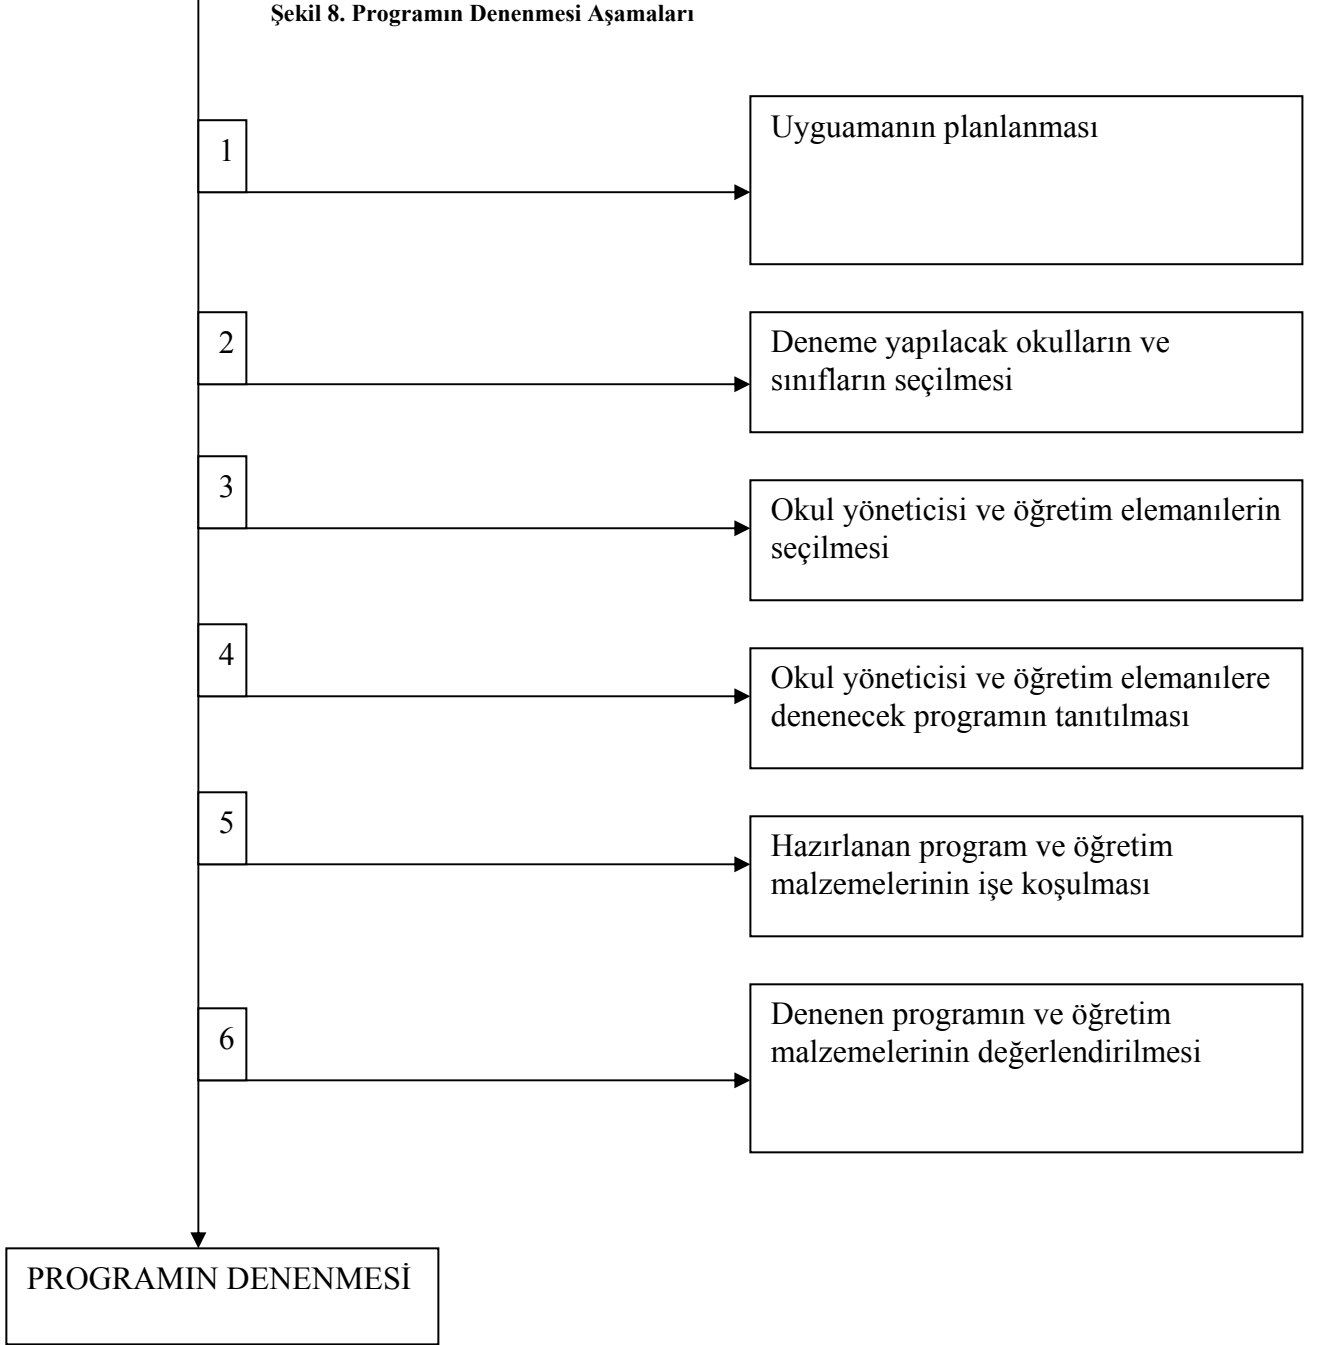 Şekil 8. Programın Denenmesi Aşamaları
1
Uyguamanın planlanması
2
Deneme yapılacak okulların ve
sınıfların seçilmesi
3
Okul yöneticisi ve öğretim elemanılerin
seçilmesi
4
Okul yöneticisi ve öğretim elemanılere
denenecek programın tanıtılması
5
Hazırlanan program ve öğretim
malzemelerinin işe koşulması
6
Denenen programın ve öğretim
malzemelerinin değerlendirilmesi
PROGRAMIN DENENMESİ